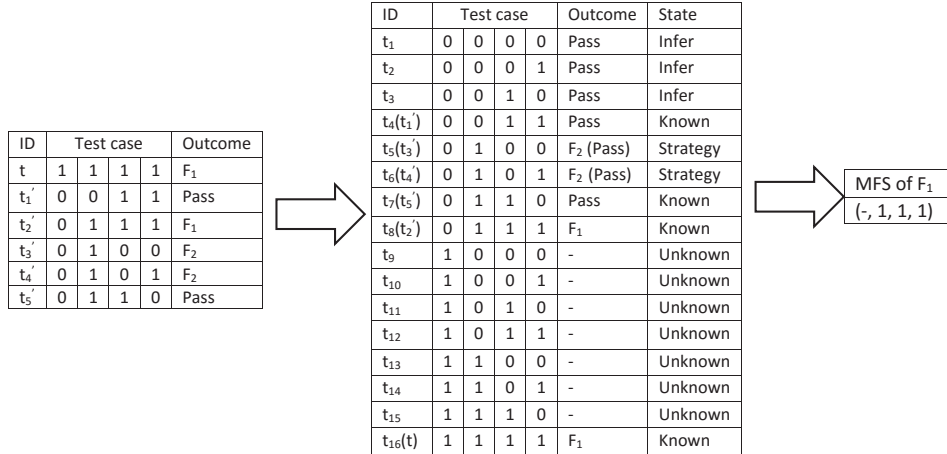 ID Test case Outcome
t 1 1 1 1 F₁
t₁′ 0 0 1 1 Pass
t₂′ 0 1 1 1 F₁
t₃′ 0 1 0 0 F₂
t₄′ 0 1 0 1 F₂
t₅′ 0 1 1 0 Pass
ID Test case Outcome State
t₁ 0 0 0 0 Pass Infer
t₂ 0 0 0 1 Pass Infer
t₃ 0 0 1 0 Pass Infer
t₄(t₁′) 0 0 1 1 Pass Known
t₅(t₃′) 0 1 0 0 F₂ (Pass) Strategy
t₆(t₄′) 0 1 0 1 F₂ (Pass) Strategy
t₇(t₅′) 0 1 1 0 Pass Known
t₈(t₂′) 0 1 1 1 F₁ Known
t₉ 1 0 0 0 - Unknown
t₁₀ 1 0 0 1 - Unknown
t₁₁ 1 0 1 0 - Unknown
t₁₂ 1 0 1 1 - Unknown
t₁₃ 1 1 0 0 - Unknown
t₁₄ 1 1 0 1 - Unknown
t₁₅ 1 1 1 0 - Unknown
t₁₆(t) 1 1 1 1 F₁ Known
MFS of F₁
(-, 1, 1, 1)